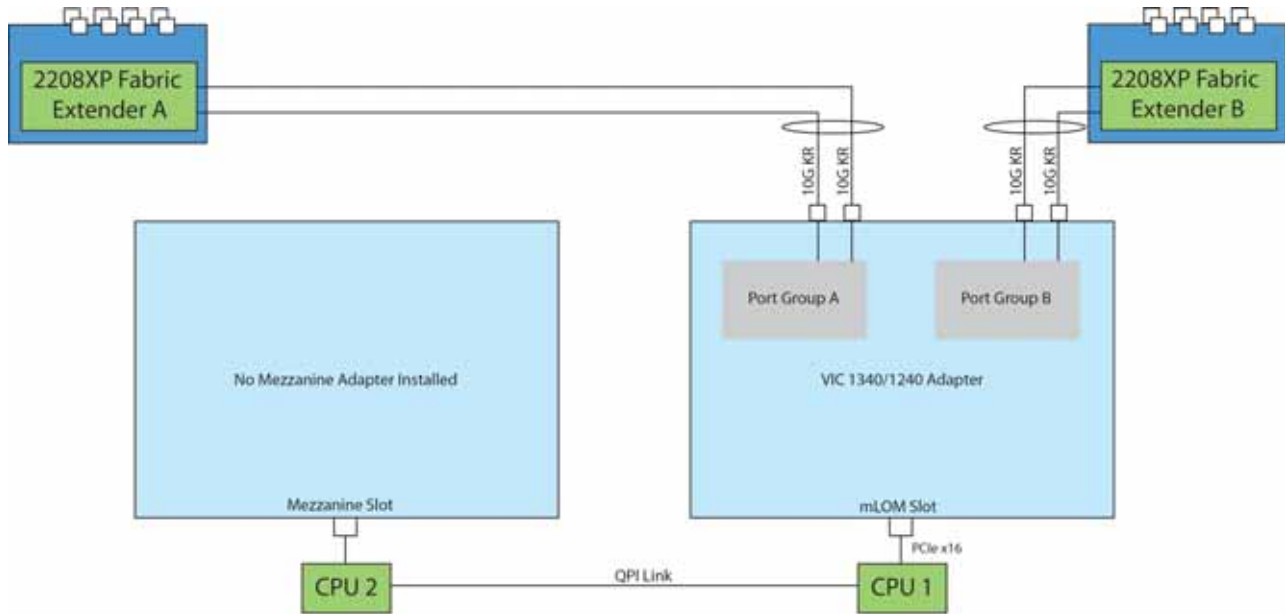 2208XP Fabric
Extender A
2208XP Fabric
Extender B
10G KR
10G KR
10G KR
10G KR
Port Group A
Port Group B
No Mezzanine Adapter Installed
VIC 1340/1240 Adapter
Mezzanine Slot
mLOM Slot
PCIe x16
CPU 2
QPI Link
CPU 1